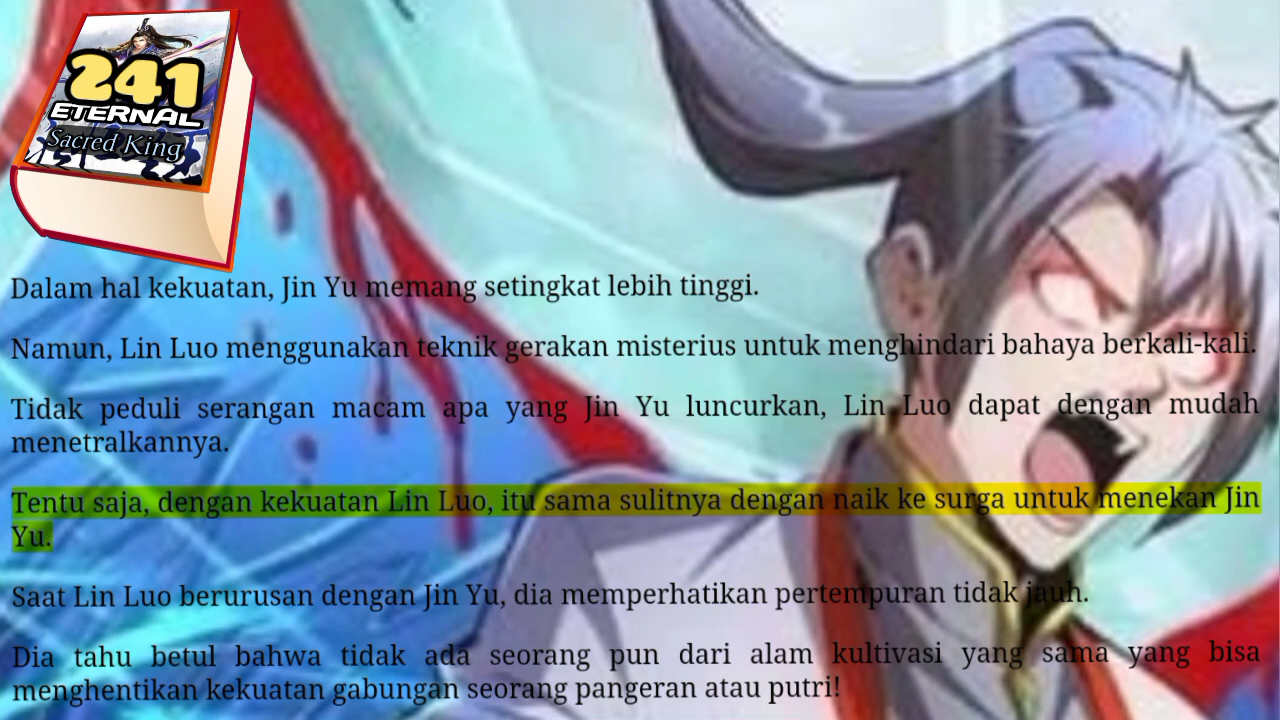 241
ETERNAL
Sacred King
Dalam hal kekuatan, Jin Yu memang setingkat lebih tinggi.
Namun, Lin Luo menggunakan teknik gerakan misterius untuk menghindari bahaya berkali-kali.
Tidak peduli serangan macam apa yang Jin Yu luncurkan, Lin Luo dapat dengan mudah
menetralkannya.
Tentu saja, dengan kekuatan Lin Luo, itu sama sulitnya dengan naik ke surga untuk menekan Jin
Yu.
Saat Lin Luo berurusan dengan Jin Yu, dia memperhatikan pertempuran tidak jauh.
Dia tahu betul bahwa tidak ada seorang pun dari alam kultivasi yang sama yang bisa
menghentikan kekuatan gabungan seorang pangeran atau putri!